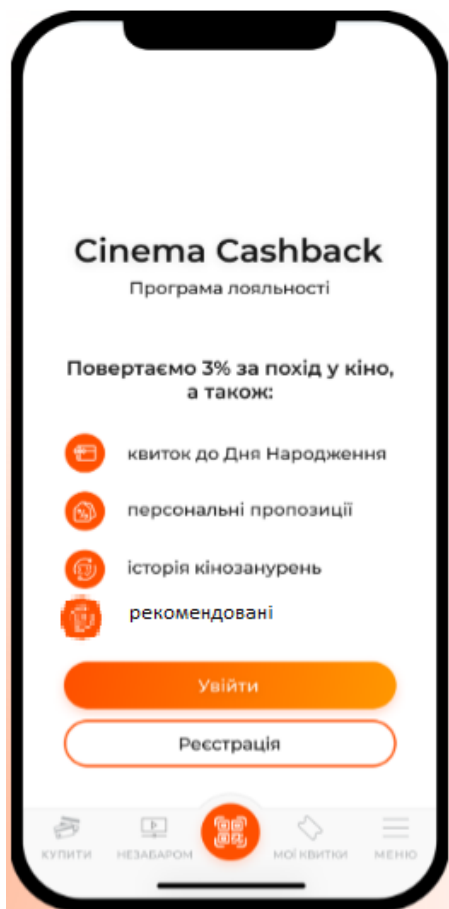 Cinema Cashback
Програма лояльності
Повертаємо 3% за похід у кіно,
а також:
квиток до Дня Народження
персональні пропозиції
історія кінозанурень
рекомендовані
Увійти
Реєстрація
КУПИТИ
НЕЗАБАРОМ
МОЇ КВИТКИ
МЕНЮ